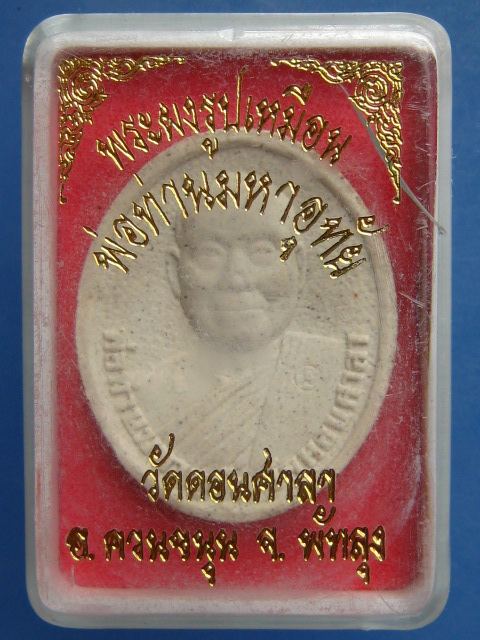 พระผงรูปเหมือน
พ่อท่านมหาอุทัย
วัดดอนศาลา
อ. ควนขนุน จ. พัทลุง